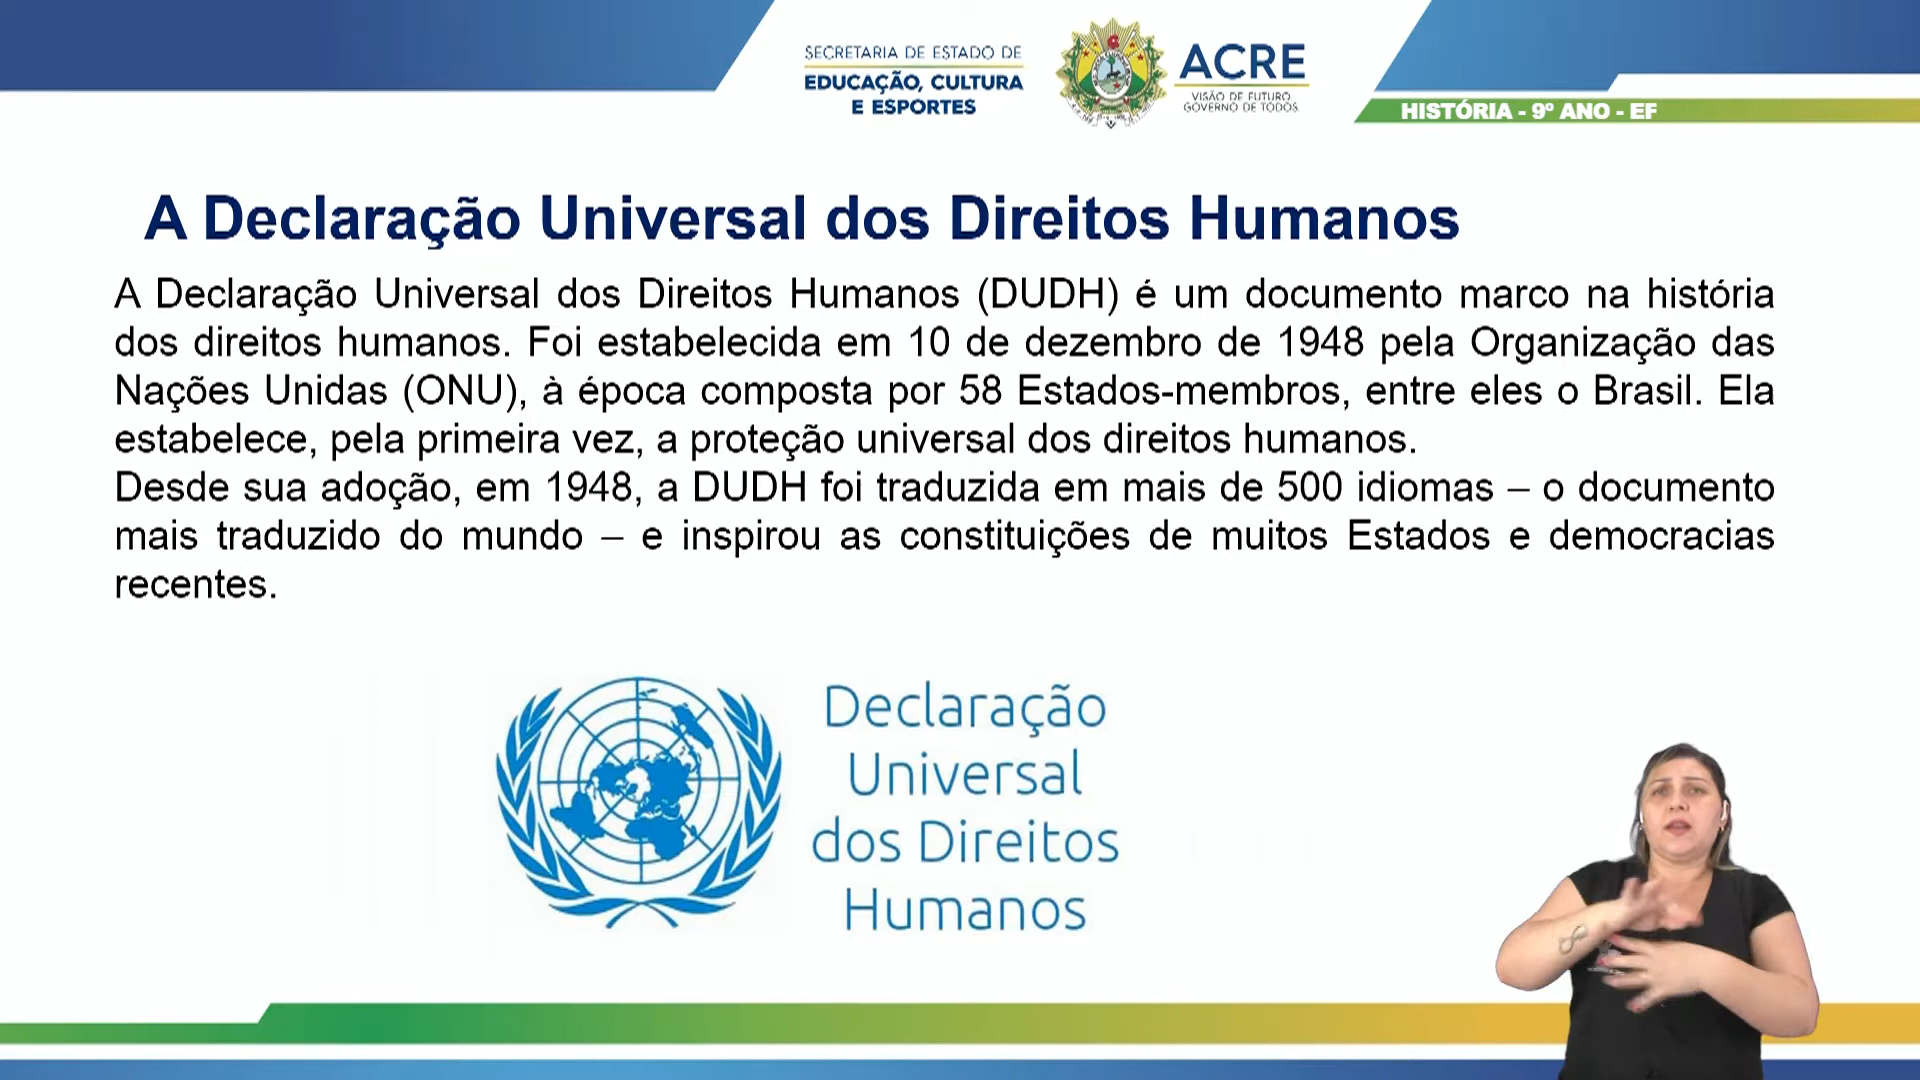 SECRETARIA DE ESTADO DE
EDUCAÇÃO, CULTURA
E ESPORTES
ACRE
VISÃO DE FUTURO.
GOVERNO DE TODOS.
HISTÓRIA - 9º ANO - EF
A Declaração Universal dos Direitos Humanos
A Declaração Universal dos Direitos Humanos (DUDH) é um documento marco na história
dos direitos humanos. Foi estabelecida em 10 de dezembro de 1948 pela Organização das
Nações Unidas (ONU), à época composta por 58 Estados-membros, entre eles o Brasil. Ela
estabelece, pela primeira vez, a proteção universal dos direitos humanos.
Desde sua adoção, em 1948, a DUDH foi traduzida em mais de 500 idiomas – o documento
mais traduzido do mundo – e inspirou as constituições de muitos Estados e democracias
recentes.
Declaração
Universal
dos Direitos
Humanos